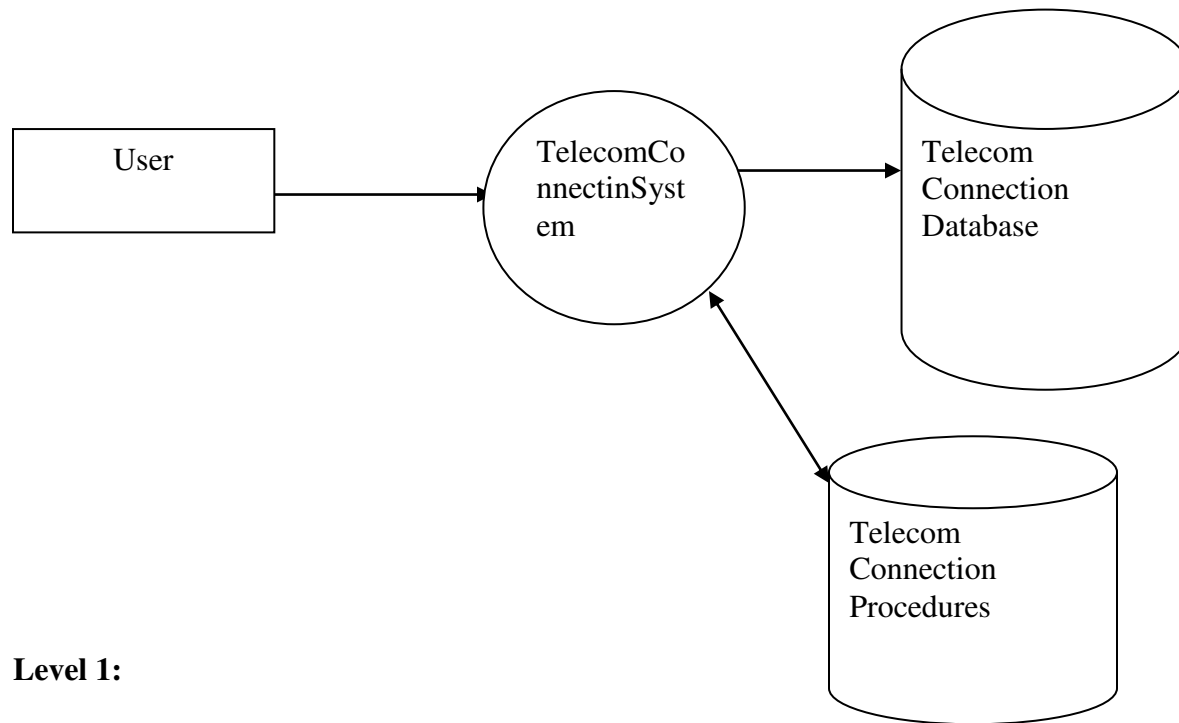 User
TelecomCo
nnectinSyst
em
Telecom
Connection
Database
Telecom
Connection
Procedures
Level 1: